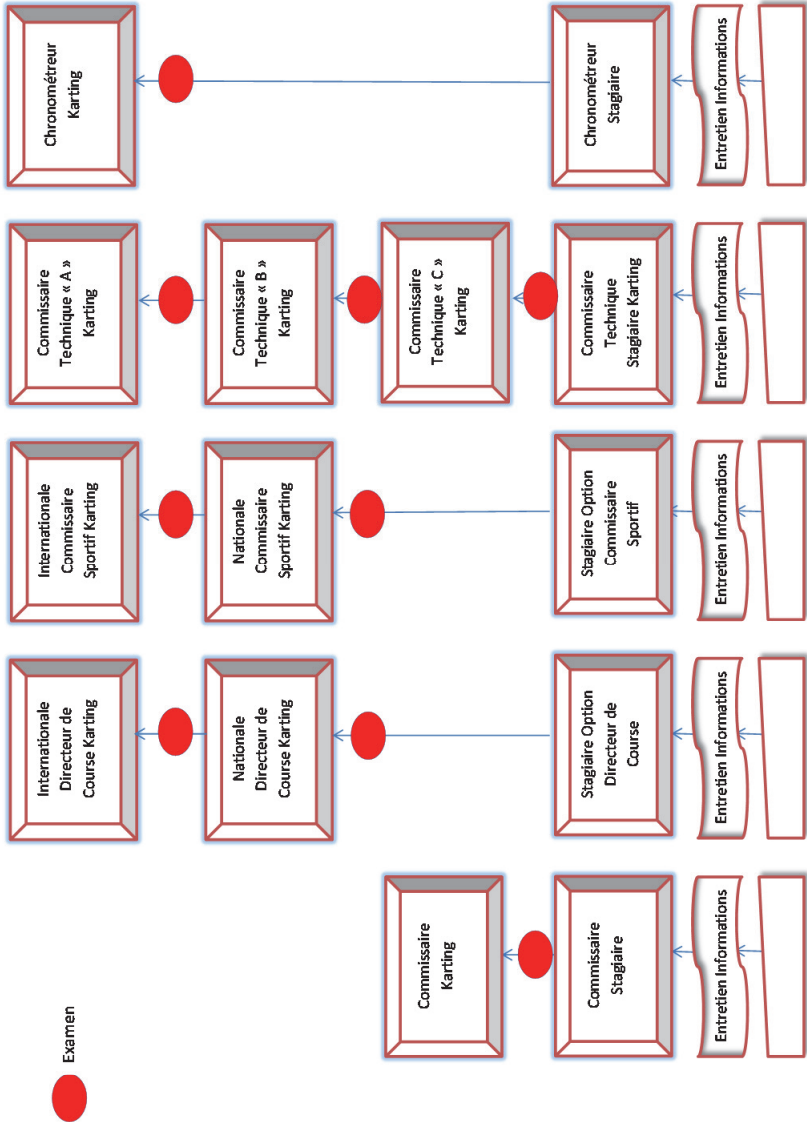 Examen
Commissaire
Karting
Commissaire
Stagiaire
Entretien Informations
Internationale
Directeur de
Course Karting
Nationale
Directeur de
Course Karting
Stagiaire Option
Directeur de
Course
Entretien Informations
Internationale
Commissaire
Sportif Karting
Nationale
Commissaire
Sportif Karting
Stagiaire Option
Commissaire
Sportif
Entretien Informations
Commissaire
Technique « A »
Karting
Commissaire
Technique « B »
Karting
Commissaire
Technique « C »
Karting
Commissaire
Technique
Stagiaire Karting
Entretien Informations
Chronométreur
Karting
Chronométreur
Stagiaire
Entretien Informations